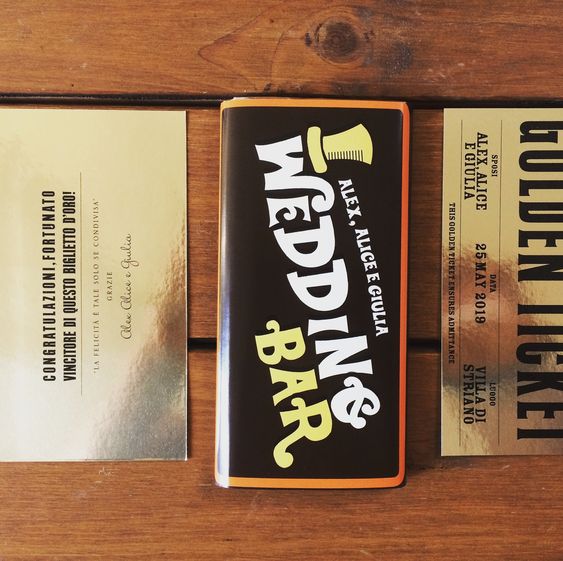 CONGRATULAZIONI, FORTUNATO
VINCITORE DI QUESTO BIGLIETTO D'ORO!
"LA FELICITÀ È TALE SOLO SE CONDIVISA"
GRAZIE
Alex Alice e Giulia
ALEX, ALICE E GIULIA
WEDDING
BAR
GOLDEN TICKET
SPOSI
ALEX, ALICE
E GIULIA
DATA
25 MAY 2019
LUOGO
VILLA DI
STRIANO
THIS GOLDEN TICKET ENSURES ADMITTANCE